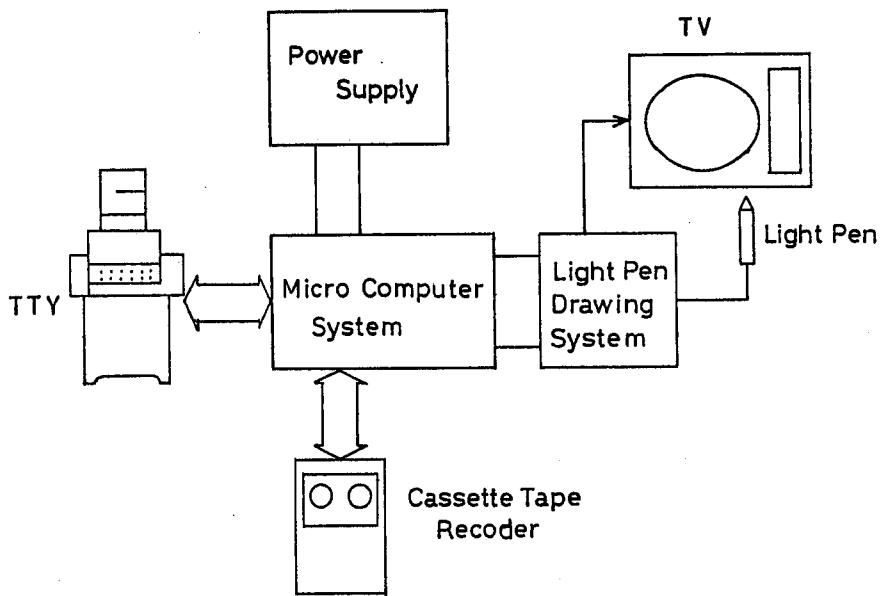 TV
Power
Supply
Light Pen
TTY
Micro Computer
System
Light Pen
Drawing
System
Cassette Tape
Recoder